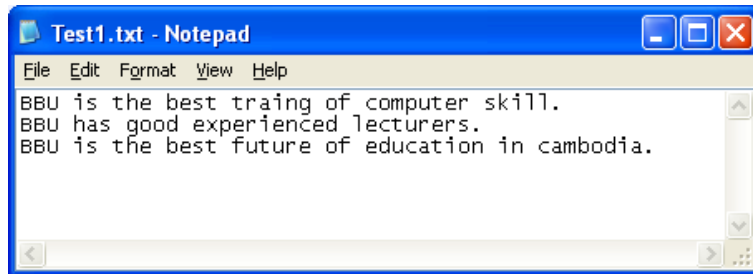 Test1.txt - Notepad
File Edit Format View Help
BBU is the best traing of computer skill.
BBU has good experienced lecturers.
BBU is the best future of education in cambodia.